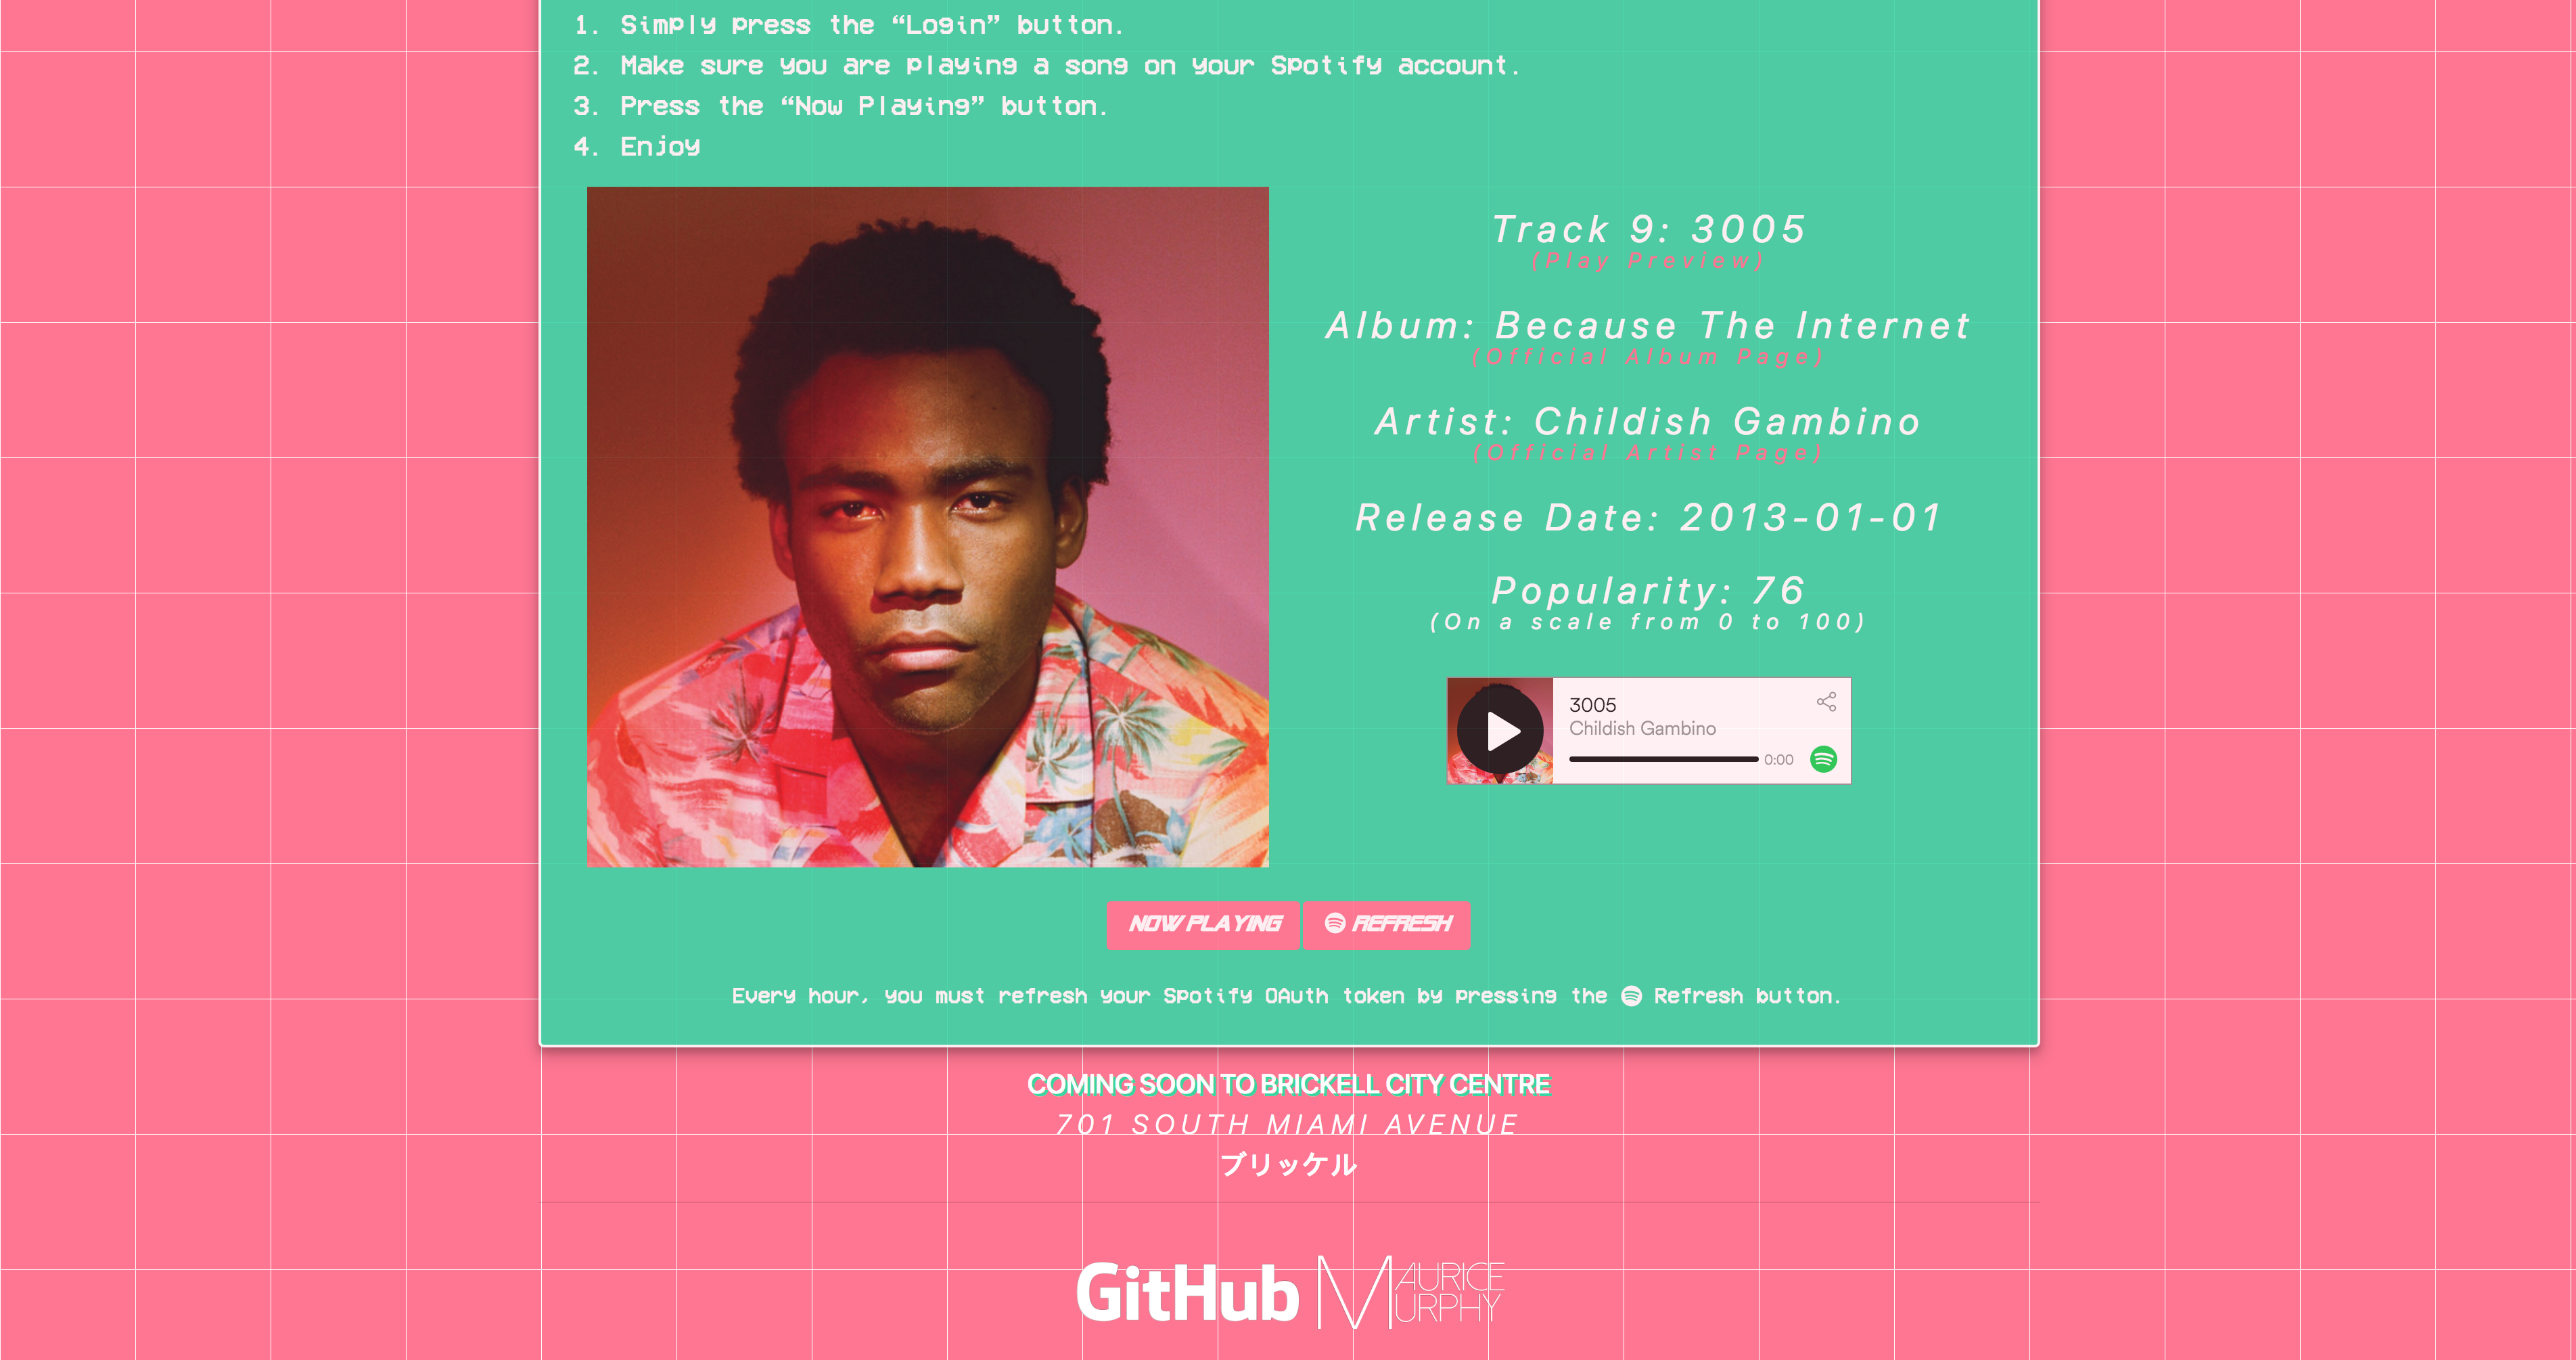 1. Simply press the “Login” button.
2. Make sure you are playing a song on your Spotify account.
3. Press the “Now Playing” button.
4. Enjoy
Track 9: 3005
(Play Preview)
Album: Because The Internet
(Official Album Page)
Artist: Childish Gambino
(Official Artist Page)
Release Date: 2013-01-01
Popularity: 76
(On a scale from 0 to 100)
3005
Childish Gambino
0:00
NOW PLAYING
REFRESH
Every hour, you must refresh your Spotify OAuth token by pressing the Refresh button.
COMING SOON TO BRICKELL CITY CENTRE
701 SOUTH MIAMI AVENUE
ブリッケル
GitHub
MAURICE
MURPHY